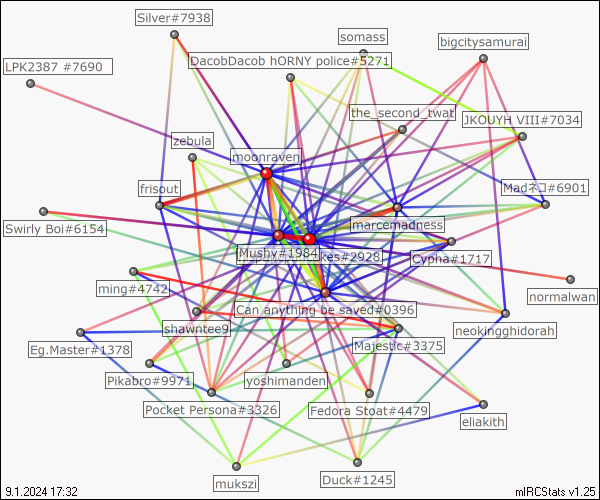 Silver#7938
somass
bigcitysamurai
DacobDacob hORNY police#5271
LPK2387 #7690
the_second_twat
JKOUYH VIII#7034
zebula
moonraven
frisout
Madネコ#6901
marcemadness
Swirly Boi#6154
Mushy#1984
kes#2928
Cypha#1717
ming#4742
normalwan
Can anything be saved#0396
shawntee9
neokingghidorah
Eg.Master#1378
Majestic#3375
Pikabro#9971
yoshimanden
Pocket Persona#3326
Fedora Stoat#4479
eliakith
mukszi
Duck#1245
9.1.2024 17:32
mIRCStats v1.25